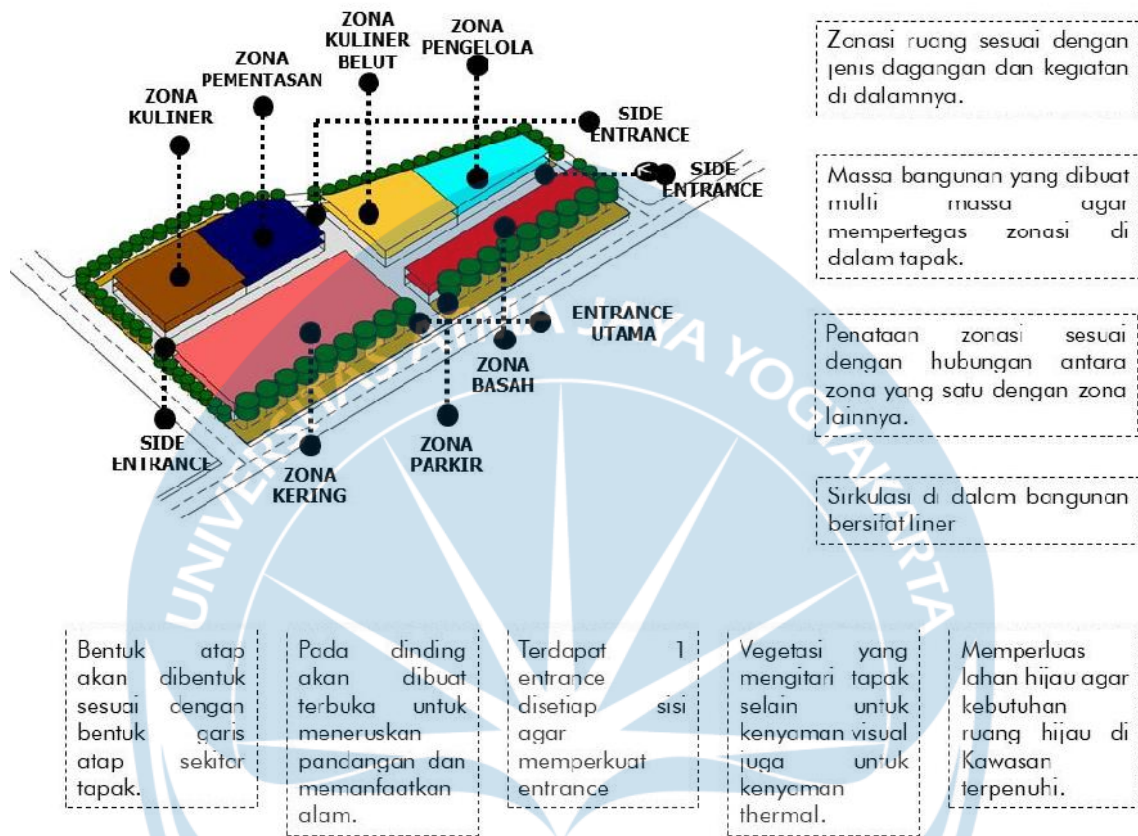 ZONA
KULINER
ZONA
PEMENTASAN
ZONA
KULINER
BELUT
ZONA
PENGELOLA
SIDE
ENTRANCE
SIDE
ENTRANCE
ENTRANCE
UTAMA
ZONA
BASAH
ZONA
PARKIR
ZONA
KERING
SIDE
ENTRANCE
Zonasi ruang sesuai dengan
jenis dagangan dan kegiatan
di dalamnya.
Massa bangunan yang dibuat
multi massa agar
mempertegas zonasi di
dalam tapak.
Penataan zonasi sesuai
dengan hubungan antara
zona yang satu dengan zona
lainnya.
Sirkulasi di dalam bangunan
bersifat liner
UNIVERSITAS ATMA JAYA YOGYAKARTA
Bentuk atap
akan dibentuk
sesuai dengan
bentuk garis
atap sekitar
tapak.
Pada dinding
akan dibuat
terbuka untuk
meneruskan
pandangan dan
memanfaatkan
alam.
Terdapat 1
entrance
disetiap sisi
agar
memperkuat
entrance
Vegetasi yang
mengitari tapak
selain untuk
kenyaman visual
juga untuk
kenyaman
thermal.
Memperluas
lahan hijau agar
kebutuhan
ruang hijau di
Kawasan
terpenuhi.